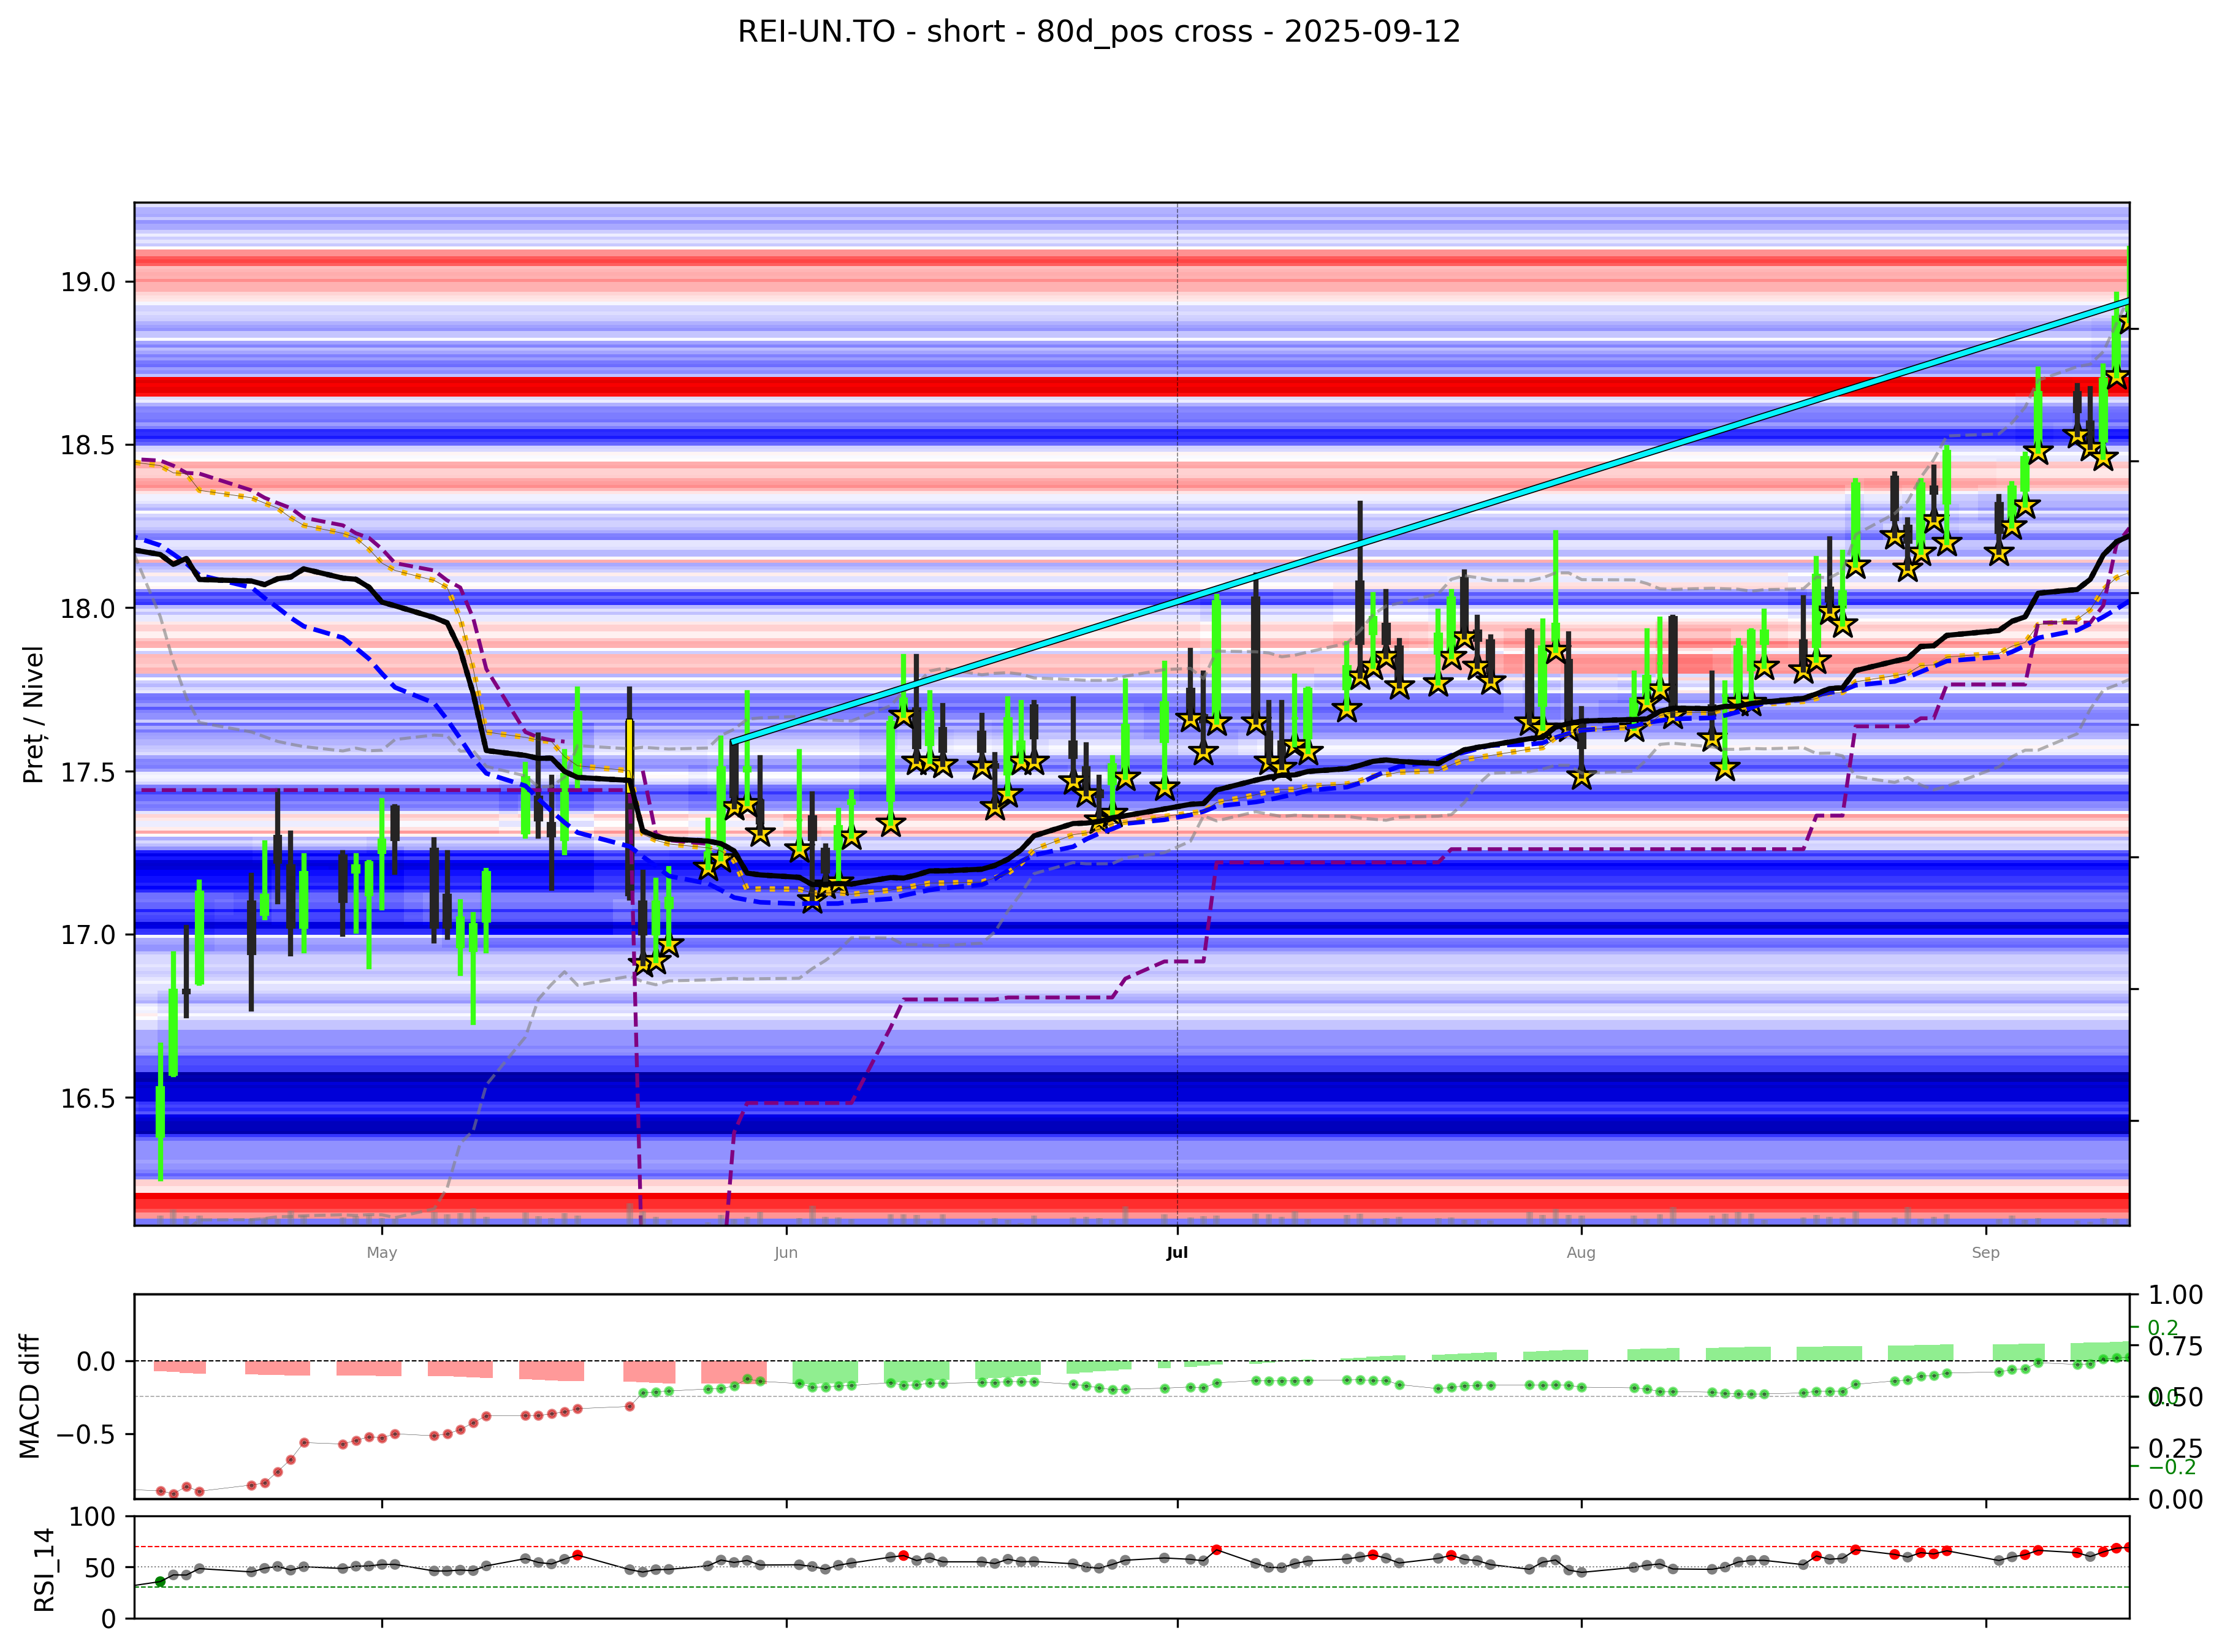 REI-UN.TO - short - 80d_pos cross - 2025-09-12
Preț / Nivel
19.0
18.5
18.0
17.5
17.0
16.5
May
Jun
Jul
Aug
Sep
MACD diff
0.0
−0.5
1.00
0.2
0.75
0.50
0.0
0.25
−0.2
0.00
RSI_14
100
50
0